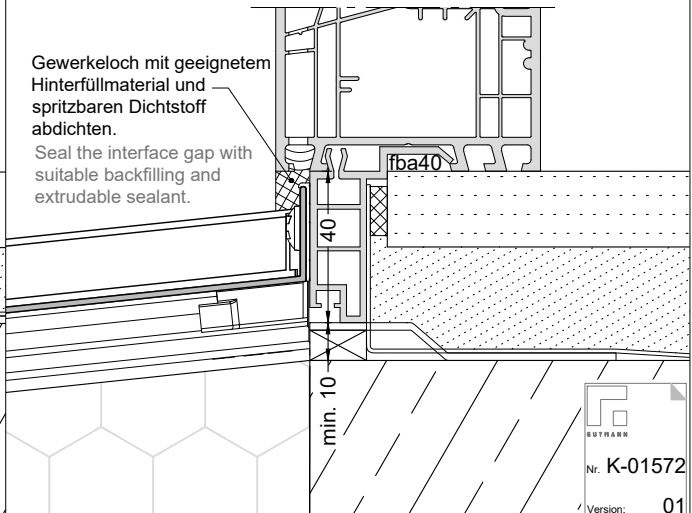 Gewerkeloch mit geeignetem
Hinterfüllmaterial und
spritzbaren Dichtstoff
abdichten.
Seal the interface gap with
suitable backfilling and
extrudable sealant.
fba40
40
min. 10
GUTMANN
Nr. K-01572
Version: 01